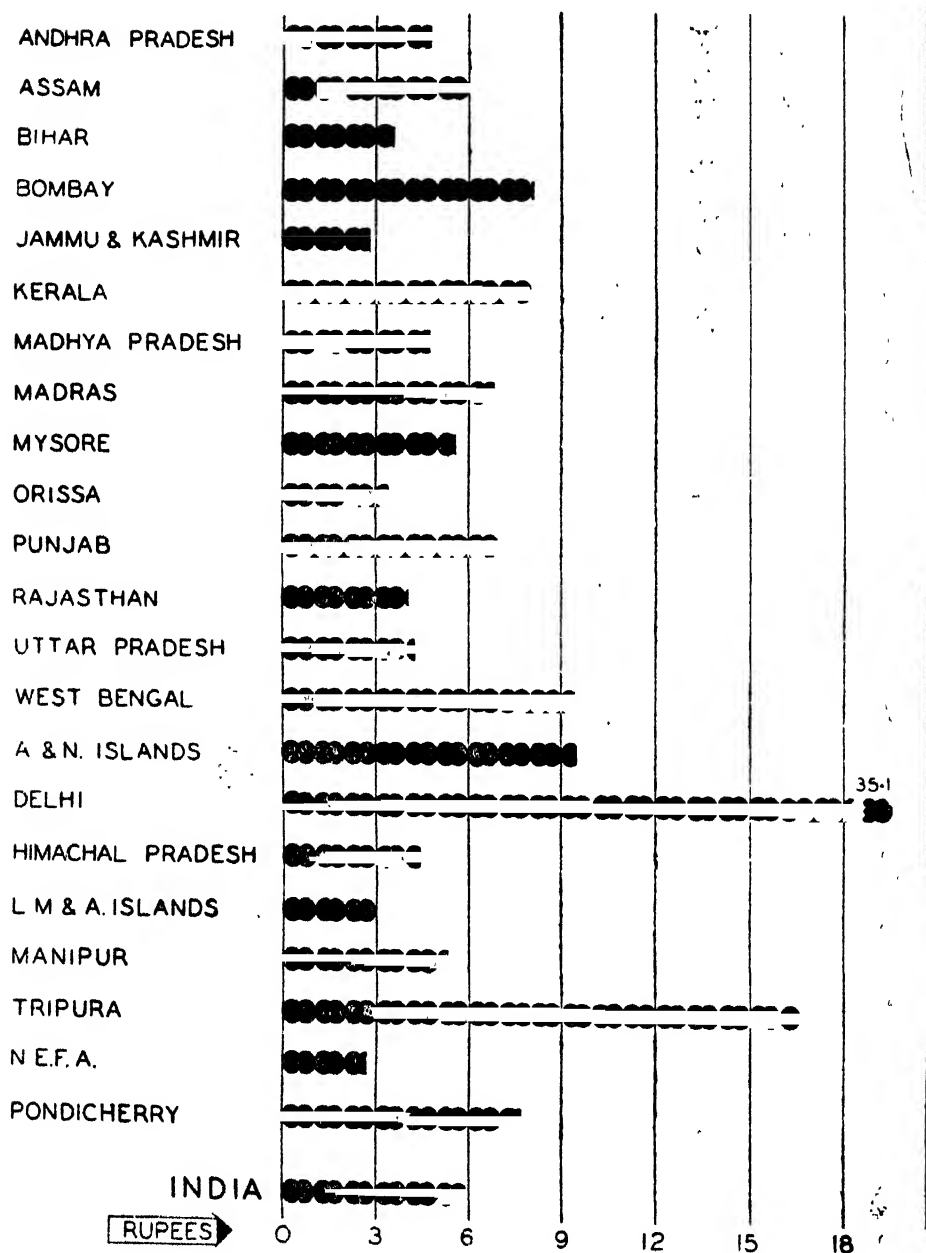 ANDHRA PRADESH
ASSAM
BIHAR
BOMBAY
JAMMU & KASHMIR
KERALA
MADHYA PRADESH
MADRAS
MYSORE
ORISSA
PUNJAB
RAJASTHAN
UTTAR PRADESH
WEST BENGAL
A & N. ISLANDS
DELHI 35·1
HIMACHAL PRADESH
L M & A. ISLANDS
MANIPUR
TRIPURA
N E.F. A.
PONDICHERRY
INDIA
RUPEES 0 3 6 9 12 15 18